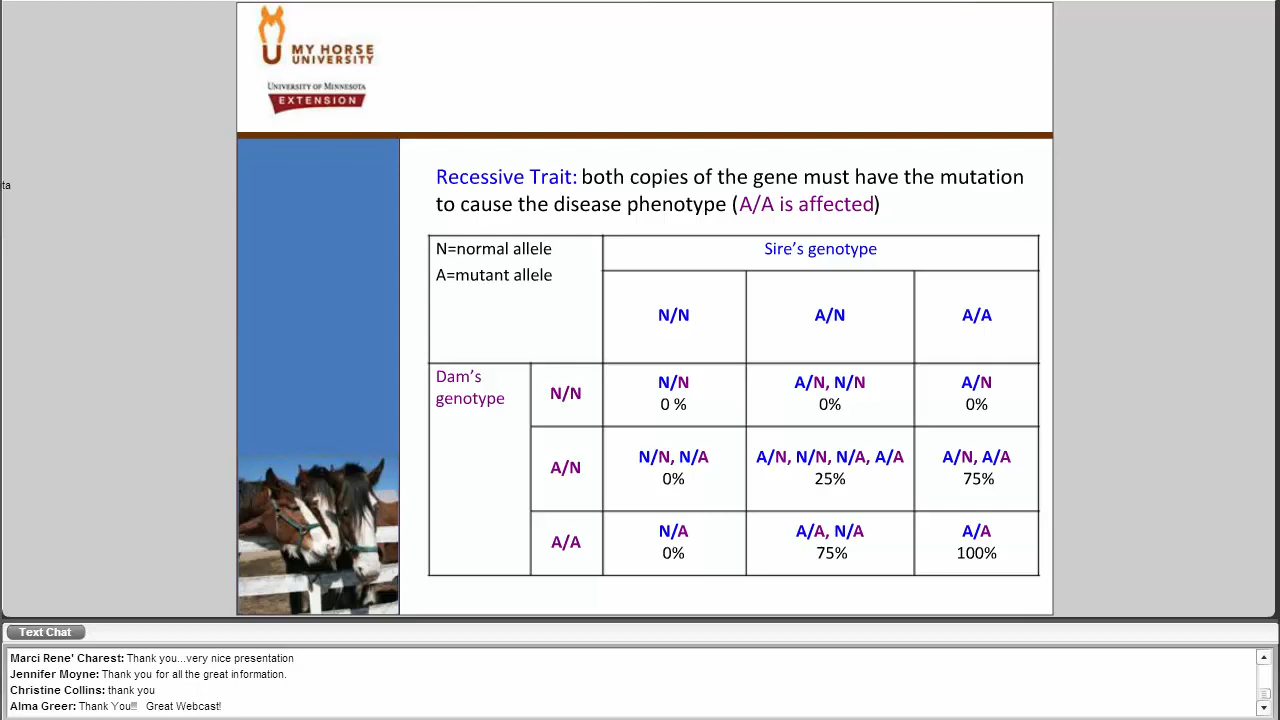 MY HORSE
UNIVERSITY
UNIVERSITY OF MINNESOTA
EXTENSION
ta
Recessive Trait: both copies of the gene must have the mutation
to cause the disease phenotype (A/A is affected)
N=normal allele
A=mutant allele
Sire's genotype
N/N A/N A/A
Dam's
genotype
N/N
N/N
0 %
A/N, N/N
0%
A/N
0%
A/N
N/N, N/A
0%
A/N, N/N, N/A, A/A
25%
A/N, A/A
75%
A/A
N/A
0%
A/A, N/A
75%
A/A
100%
Text Chat
Marci Rene' Charest: Thank you...very nice presentation
Jennifer Moyne: Thank you for all the great information.
Christine Collins: thank you
Alma Greer: Thank You!!! Great Webcast!